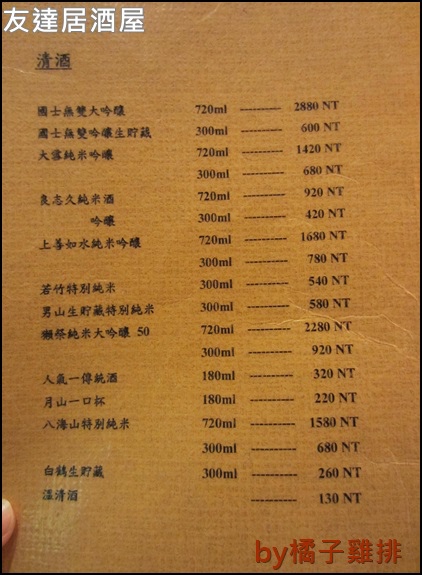 友達居酒屋
清酒
國士無雙大吟釀 720ml ---------- 2880 NT
國士無雙吟釀生貯藏 300ml ---------- 600 NT
大雪純米吟釀 720ml ---------- 1420 NT
300ml ---------- 680 NT
良志久純米酒 720ml ---------- 920 NT
吟釀 300ml ---------- 420 NT
上善如水純米吟釀 720ml ---------- 1680 NT
300ml ---------- 780 NT
若竹特別純米 300ml ---------- 540 NT
男山生貯藏特別純米 300ml ---------- 580 NT
獺祭純米大吟釀 50 720ml ---------- 2280 NT
300ml ---------- 920 NT
人氣一傳統酒 180ml ---------- 320 NT
月山一口杯 180ml ---------- 220 NT
八海山特別純米 720ml ---------- 1580 NT
300ml ---------- 680 NT
白鶴生貯藏 300ml ---------- 260 NT
溫清酒 ---------- 130 NT
by橘子雞排